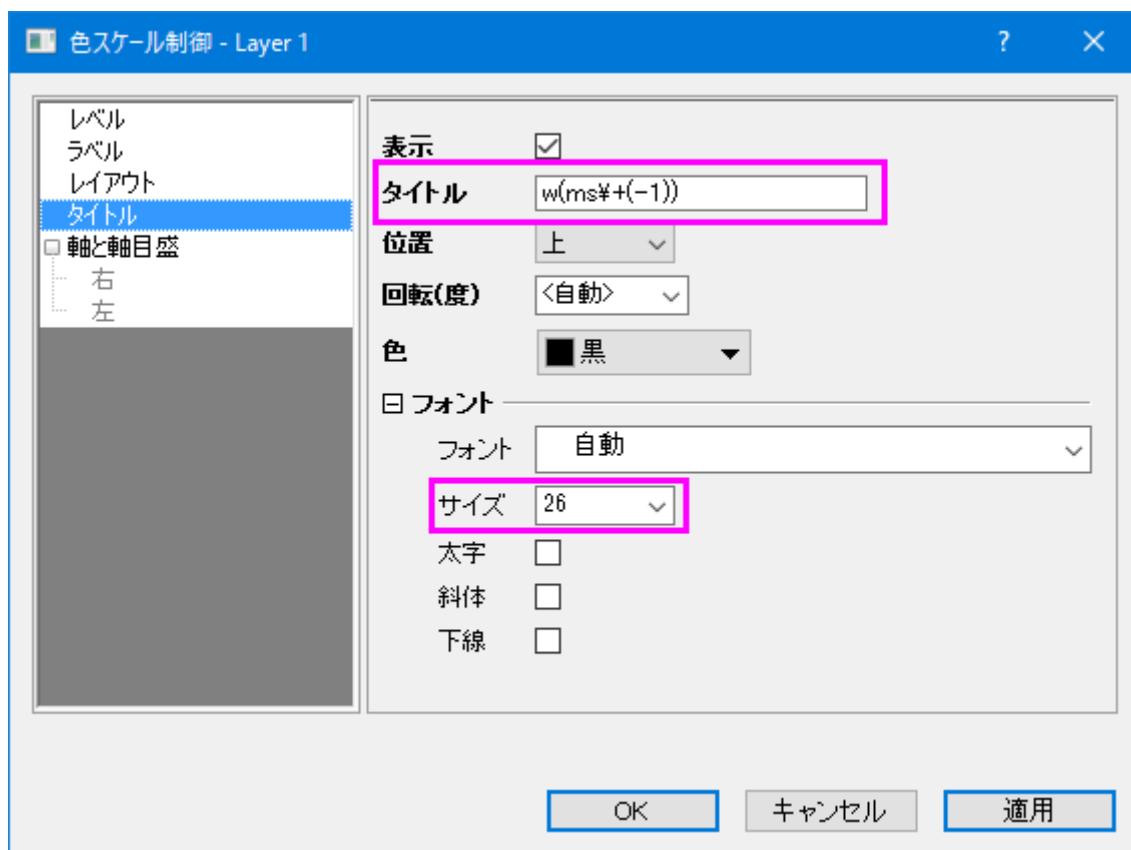 色スケール制御 - Layer 1
?
レベル
ラベル
レイアウト
タイトル
軸と軸目盛
右
左
表示
タイトル w(ms¥+(-1))
位置 上
回転(度) <自動>
色 黒
フォント
フォント 自動
サイズ 26
太字
斜体
下線
OK キャンセル 適用